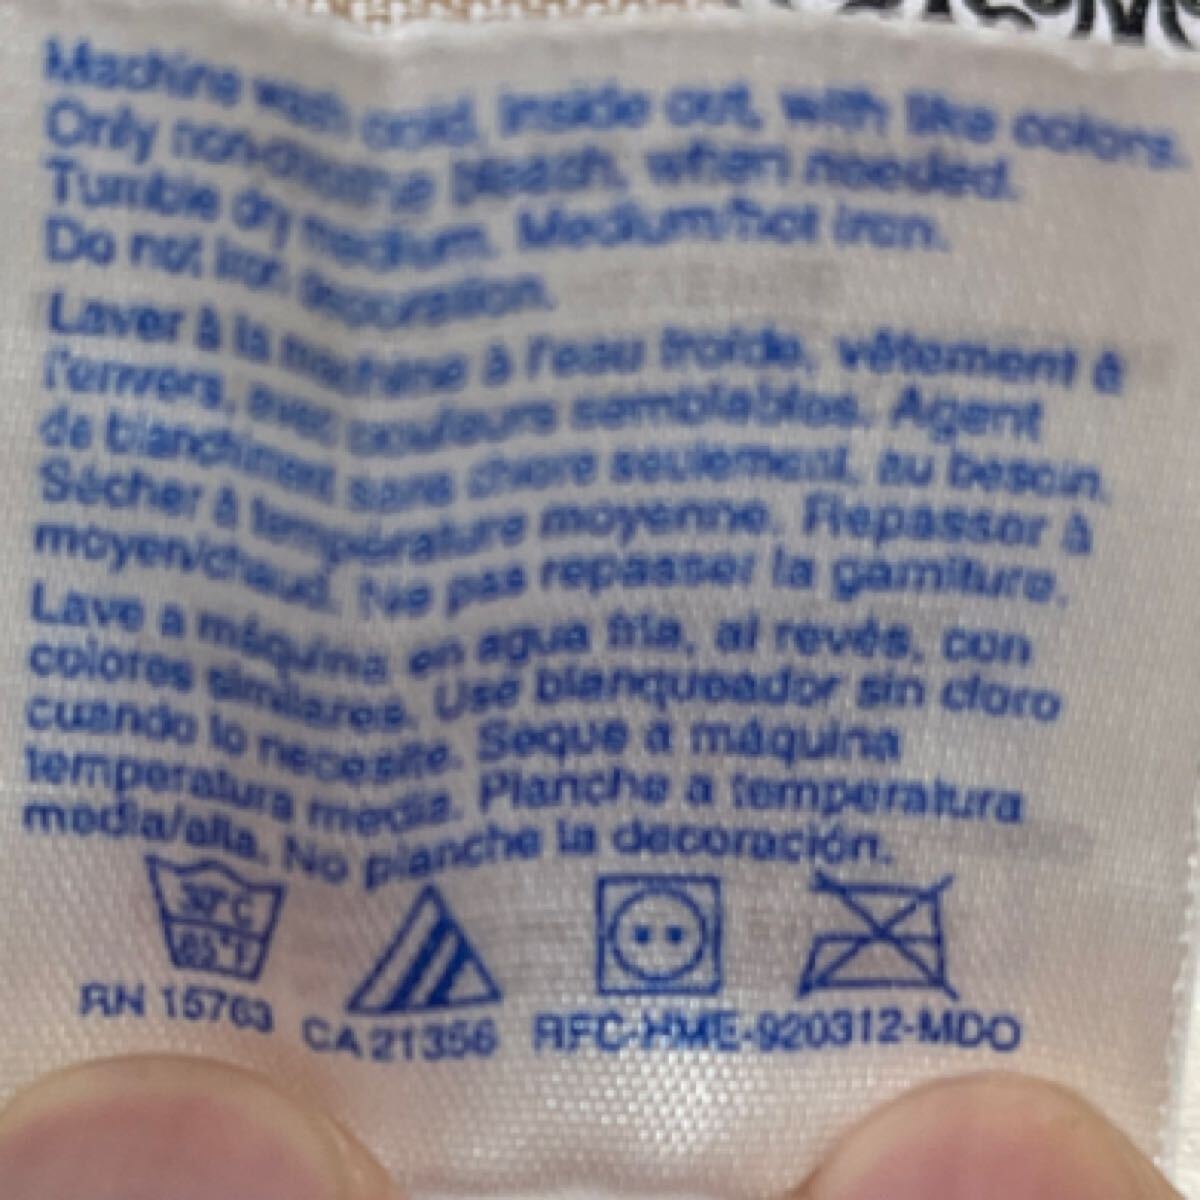 Machine wash cold, inside out, with like colors.
Only non-chlorine bleach, when needed.
Tumble dry medium. Medium/hot iron.
Do not iron decoration.
Laver à la machine à l'eau froide, vêtement à
l'envers, avec couleurs semblables. Agent
de blanchiment sans chlore seulement, au besoin.
Sécher à température moyenne. Repasser à
moyen/chaud. Ne pas repasser la garniture.
Lave a máquina en agua fría, al revés, con
colores similares. Use blanqueador sin cloro
cuando lo necesite. Seque a máquina
temperatura media. Planche a temperatura
media/alta. No planche la decoración.
30°C
85°F
RN 15763 CA 21356 RFC-HME-920312-MDO